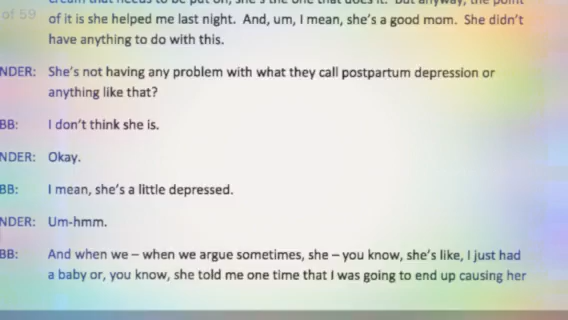 cream that needs to be put on, she's the one that does it. But anyway, the point
of 59
of it is she helped me last night. And, um, I mean, she's a good mom. She didn't
have anything to do with this.
NDER: She's not having any problem with what they call postpartum depression or
anything like that?
BB: I don't think she is.
NDER: Okay.
BB: I mean, she's a little depressed.
NDER: Um-hmm.
BB: And when we – when we argue sometimes, she – you know, she's like, I just had
a baby or, you know, she told me one time that I was going to end up causing her